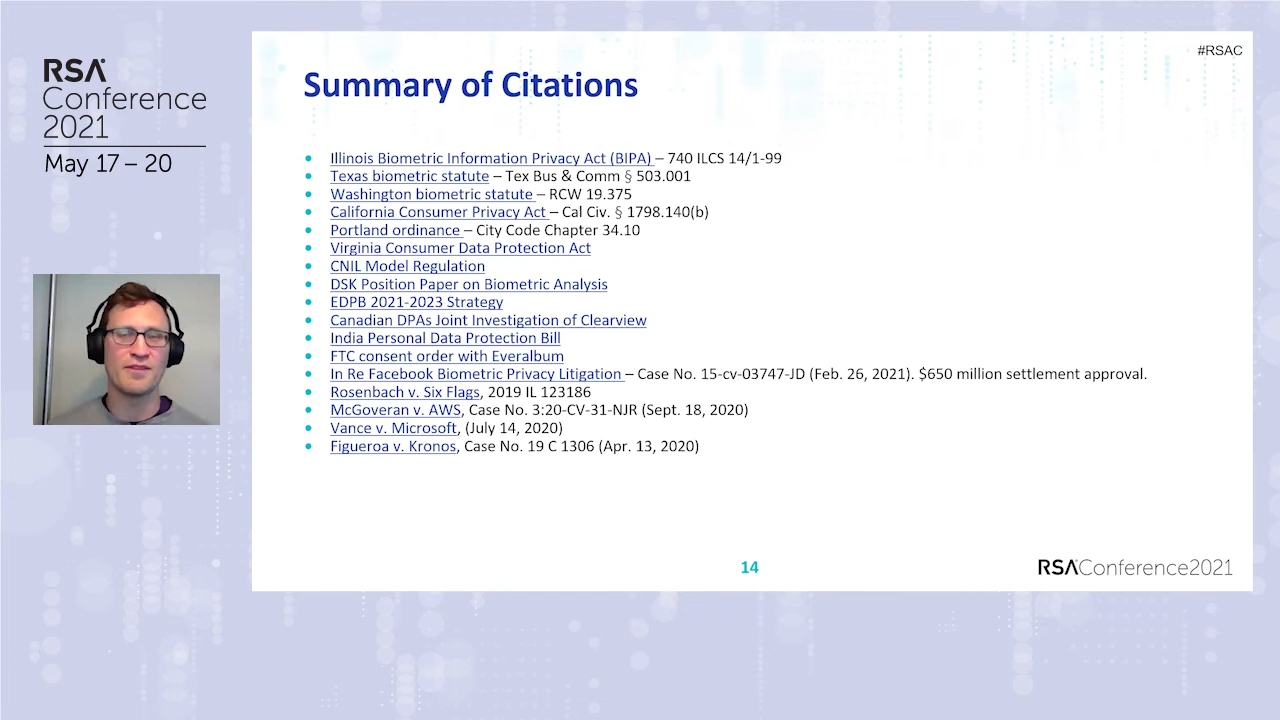 RSA
Conference
2021
May 17 – 20
#RSAC
Summary of Citations
• Illinois Biometric Information Privacy Act (BIPA) – 740 ILCS 14/1-99
• Texas biometric statute – Tex Bus & Comm § 503.001
• Washington biometric statute – RCW 19.375
• California Consumer Privacy Act – Cal Civ. § 1798.140(b)
• Portland ordinance – City Code Chapter 34.10
• Virginia Consumer Data Protection Act
• CNIL Model Regulation
• DSK Position Paper on Biometric Analysis
• EDPB 2021-2023 Strategy
• Canadian DPAs Joint Investigation of Clearview
• India Personal Data Protection Bill
• FTC consent order with Everalbum
• In Re Facebook Biometric Privacy Litigation – Case No. 15-cv-03747-JD (Feb. 26, 2021). $650 million settlement approval.
• Rosenbach v. Six Flags, 2019 IL 123186
• McGoveran v. AWS, Case No. 3:20-CV-31-NJR (Sept. 18, 2020)
• Vance v. Microsoft, (July 14, 2020)
• Figueroa v. Kronos, Case No. 19 C 1306 (Apr. 13, 2020)
14
RSAConference2021